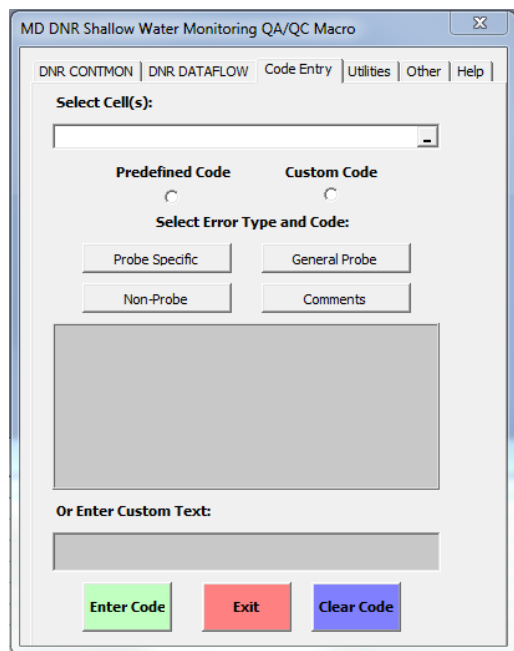 MD DNR Shallow Water Monitoring QA/QC Macro
DNR CONTMON DNR DATAFLOW Code Entry Utilities Other Help
Select Cell(s):
Predefined Code Custom Code
Select Error Type and Code:
Probe Specific General Probe
Non-Probe Comments
Or Enter Custom Text:
Enter Code Exit Clear Code